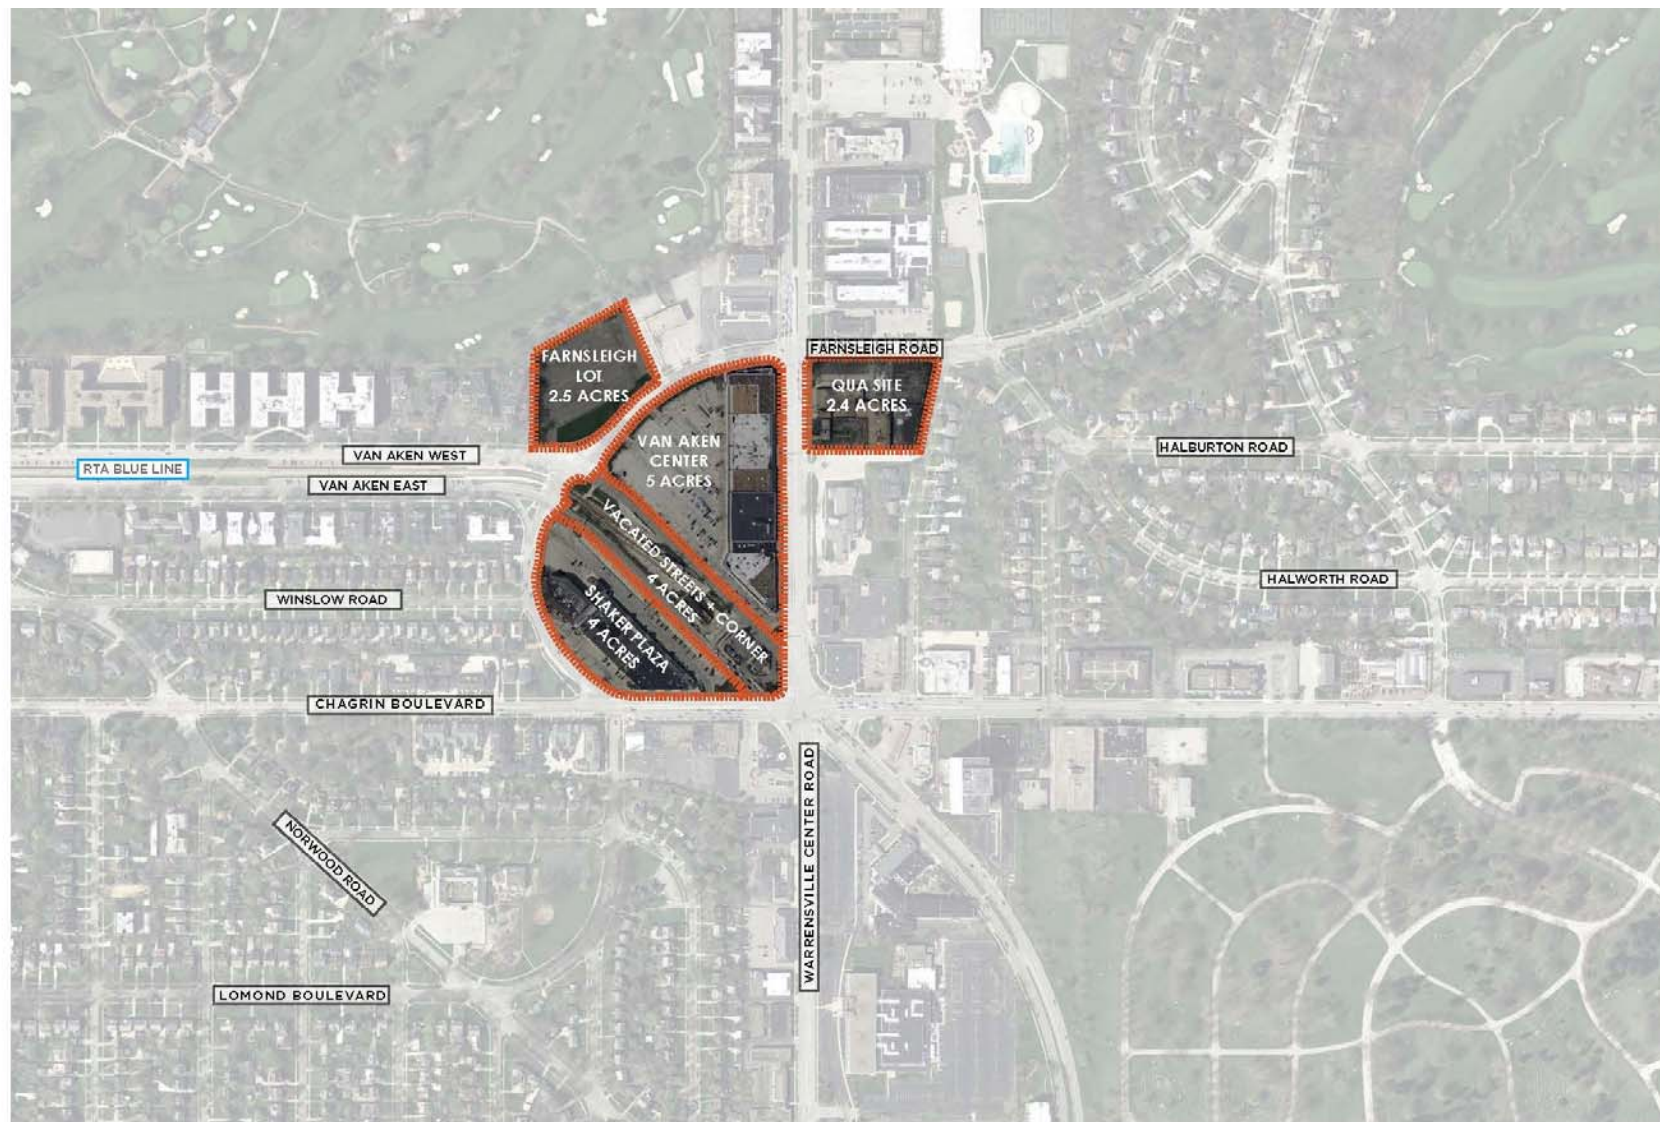 FARNSLEIGH ROAD
FARNSLEIGH
LOT
2.5 ACRES
QUA SITE
2.4 ACRES
VAN AKEN
CENTER
5 ACRES
VAN AKEN WEST
HALBURTON ROAD
RTA BLUE LINE
VAN AKEN EAST
VACATED STREETS + CORNER
4 ACRES
SHAKER PLAZA
4 ACRES
HALWORTH ROAD
WINSLOW ROAD
CHAGRIN BOULEVARD
WARRENSVILLE CENTER ROAD
NORWOOD ROAD
LOMOND BOULEVARD